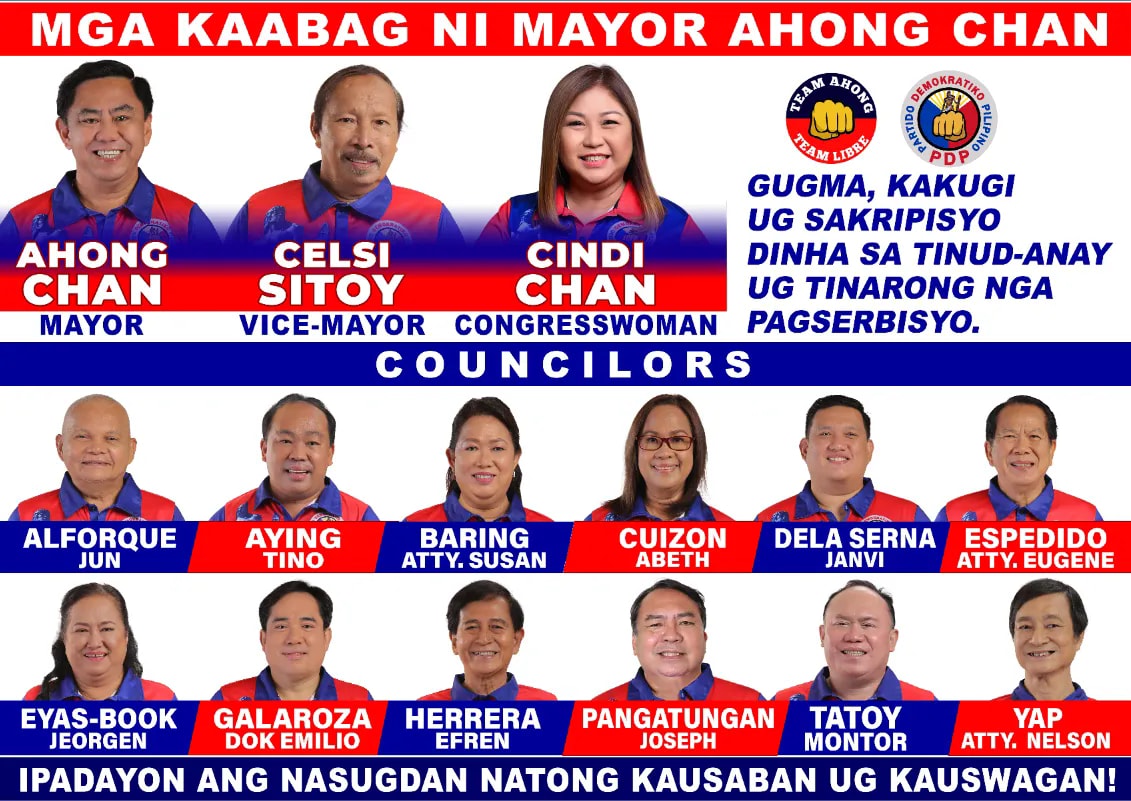 MGA KAABAG NI MAYOR AHONG CHAN
AHONG
CHAN
MAYOR
CELSI
SITOY
VICE-MAYOR
CINDI
CHAN
CONGRESSWOMAN
TEAM AHONG
TEAM LIBRE
PARTIDO DEMOKRATIKO PILIPINO
PDP
GUGMA, KAKUGI
UG SAKRIPISYO
DINHA SA TINUD-ANAY
UG TINARONG NGA
PAGSERBISYO.
COUNCILORS
ALFORQUE
JUN
AYING
TINO
BARING
ATTY. SUSAN
CUIZON
ABETH
DELA SERNA
JANVI
ESPEDIDO
ATTY. EUGENE
EYAS-BOOK
JEORGEN
GALAROZA
DOK EMILIO
HERRERA
EFREN
PANGATUNGAN
JOSEPH
TATOY
MONTOR
YAP
ATTY. NELSON
IPADAYON ANG NASUGDAN NATONG KAUSABAN UG KAUSWAGAN!